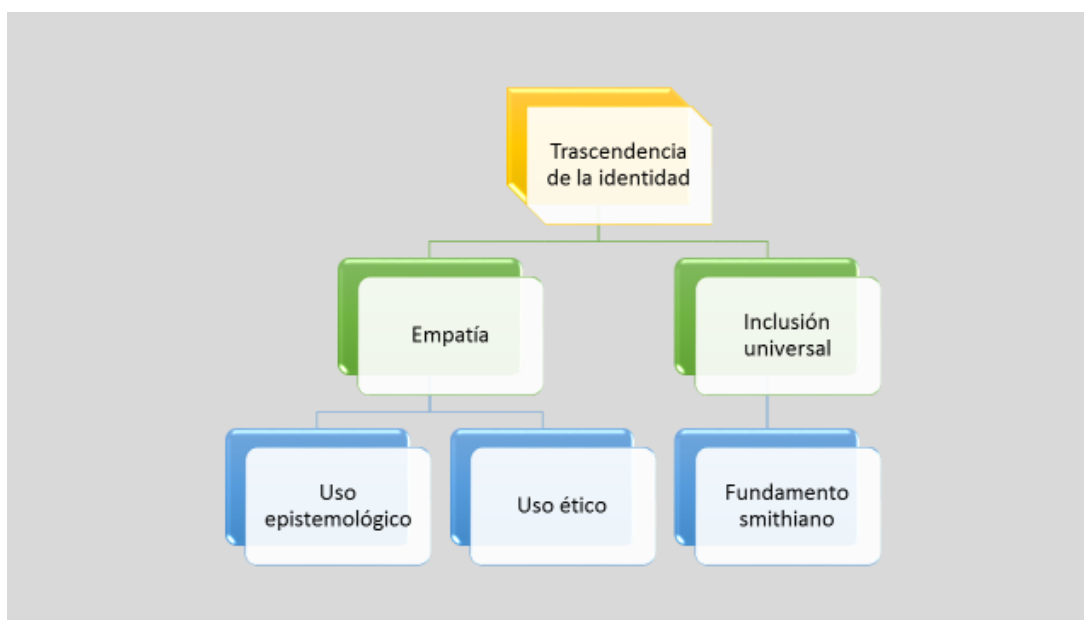 Trascendencia
de la identidad
Empatía
Inclusión
universal
Uso
epistemológico
Uso ético
Fundamento
smithiano